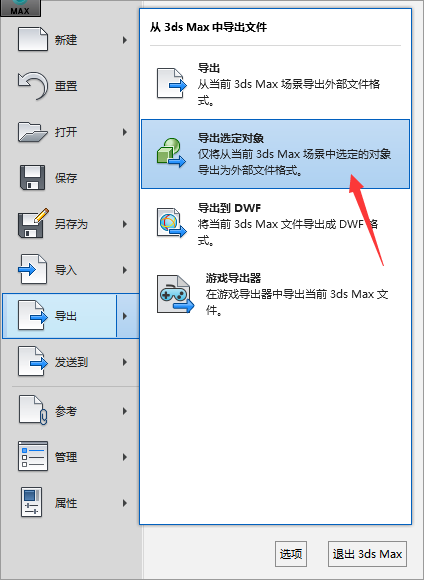 MAX
新建
重置
打开
保存
另存为
导入
导出
发送到
参考
管理
属性
从 3ds Max 中导出文件
导出
从当前 3ds Max 场景导出外部文件格
式。
导出选定对象
仅将从当前 3ds Max 场景中选定的对象
导出为外部文件格式。
导出到 DWF
将当前 3ds Max 文件导出成 DWF 格
式。
游戏导出器
在游戏导出器中导出当前 3ds Max 文
件。
选项
退出 3ds Max